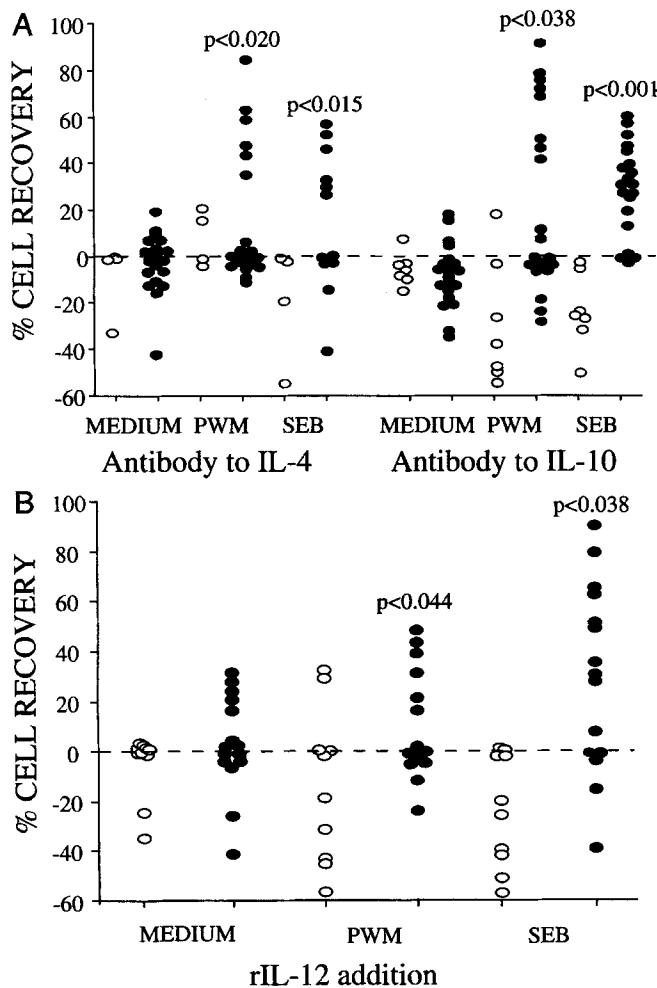 A
% CELL RECOVERY
100
80
60
40
20
0
-20
-40
-60
p<0.020
p<0.015
p<0.038
p<0.001
MEDIUM PWM SEB MEDIUM PWM SEB
Antibody to IL-4 Antibody to IL-10
B
% CELL RECOVERY
100
80
60
40
20
0
-20
-40
-60
p<0.044
p<0.038
MEDIUM PWM SEB
rIL-12 addition